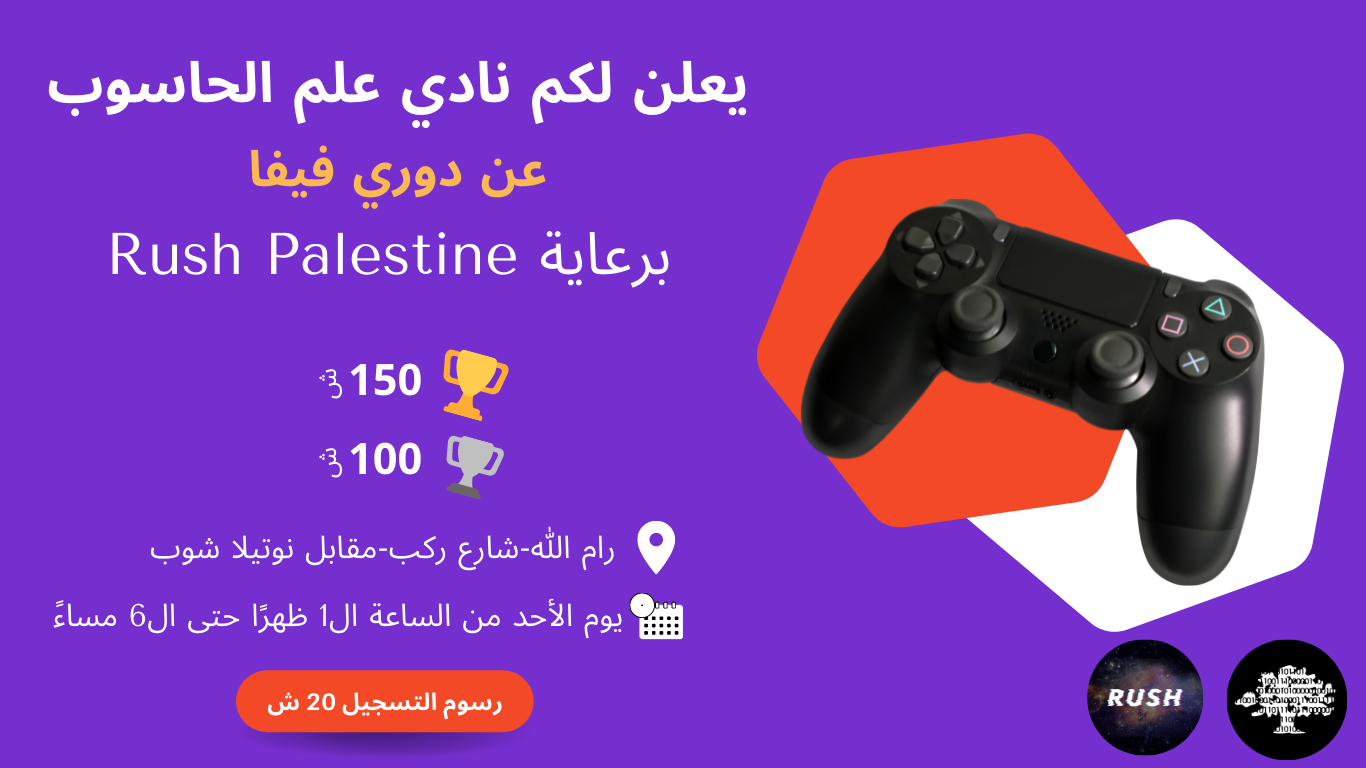 يعلن لكم نادي علم الحاسوب
عن دوري فيفا
برعاية Rush Palestine
150 ش
100 ش
رام الله-شارع ركب-مقابل نوتيلا شوب
يوم الأحد من الساعة ال1 ظهرًا حتى ال6 مساءً
رسوم التسجيل 20 ش
RUSH